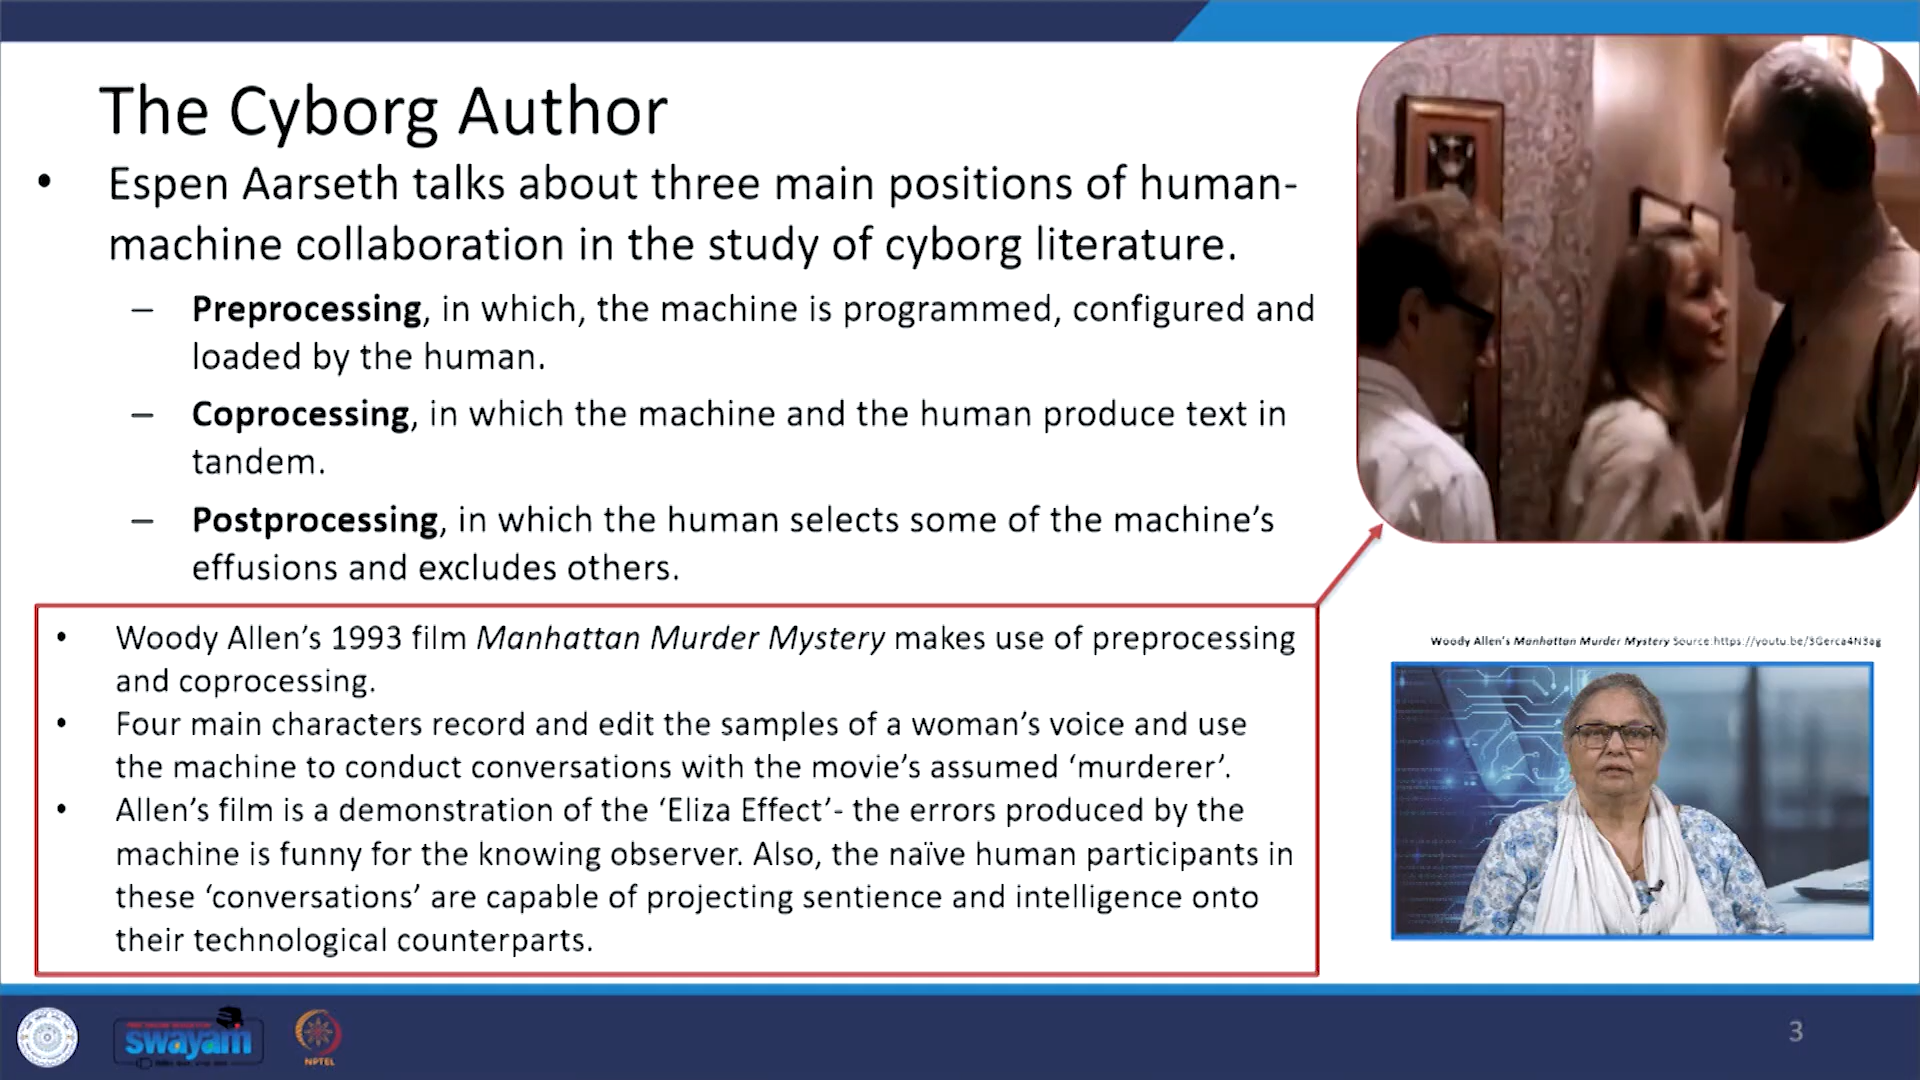 The Cyborg Author
• Espen Aarseth talks about three main positions of human-
machine collaboration in the study of cyborg literature.
– Preprocessing, in which, the machine is programmed, configured and
loaded by the human.
– Coprocessing, in which the machine and the human produce text in
tandem.
– Postprocessing, in which the human selects some of the machine’s
effusions and excludes others.
• Woody Allen’s 1993 film Manhattan Murder Mystery makes use of preprocessing
and coprocessing.
• Four main characters record and edit the samples of a woman’s voice and use
the machine to conduct conversations with the movie’s assumed ‘murderer’.
• Allen’s film is a demonstration of the ‘Eliza Effect’- the errors produced by the
machine is funny for the knowing observer. Also, the naïve human participants in
these ‘conversations’ are capable of projecting sentience and intelligence onto
their technological counterparts.
Woody Allen’s Manhattan Murder Mystery Source:
swayam
NPTEL
3